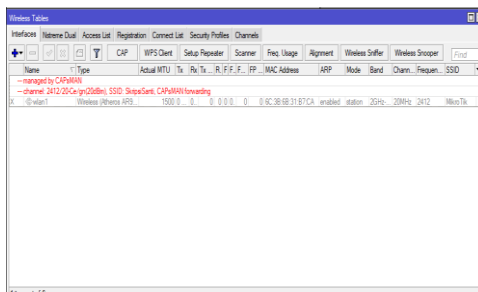 Wireless Tables
Interfaces Nstreme Dual Access List Registration Connect List Security Profiles Channels
CAP WPS Client Setup Repeater Scanner Freq. Usage Alignment Wireless Sniffer Wireless Snooper Find
Name Type Actual MTU Tx Rx Tx ... R. F F.. F... FP ... MAC Address ARP Mode Band Chann... Frequen... SSID
--- managed by CAPsMAN
--- channel: 2412/20-Ce/gn(20dBm), SSID: SkripsiSanti, CAPsMAN forwarding
X wlan1 Wireless (Atheros AR9... 1500 0 ... 0.. 0 0 0 0. 0 0 6C:3B:6B:31:B7:CA enabled station 2GHz-... 20MHz 2412 MikroTik